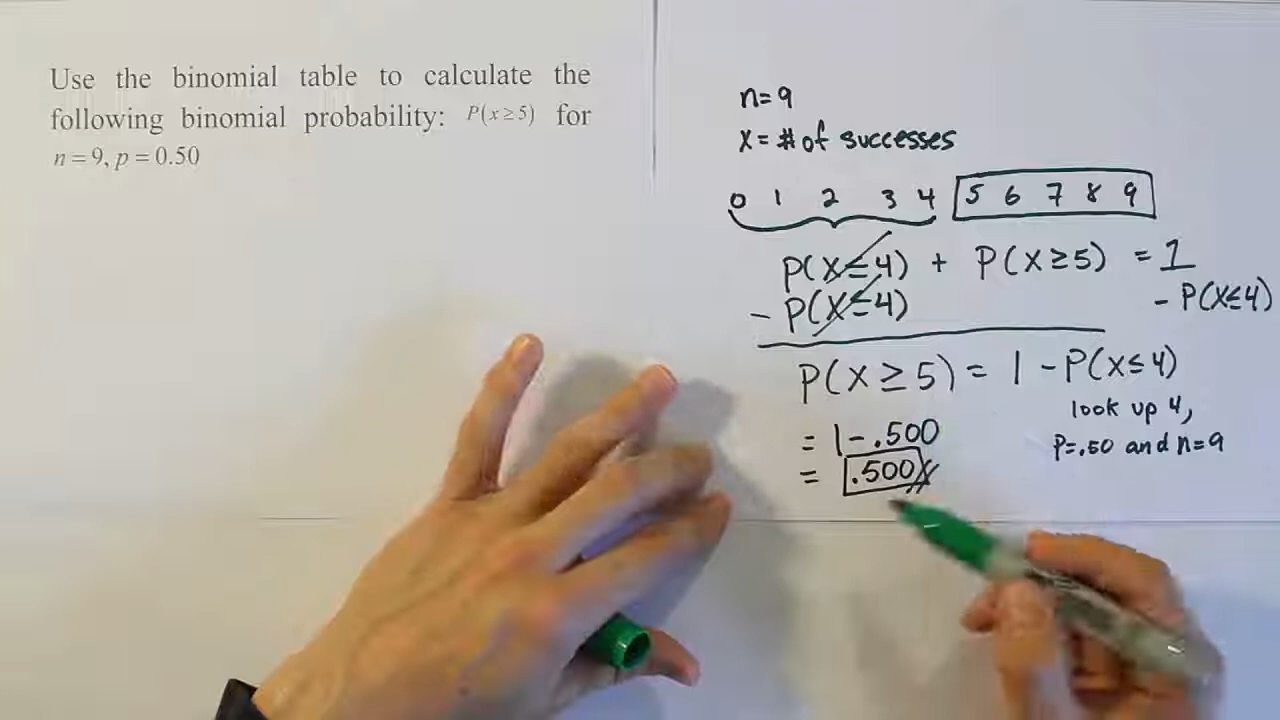 Use the binomial table to calculate the
following binomial probability: P(x≥5) for
n=9, p=0.50
n=9
x=# of successes
0 1 2 3 4 5 6 7 8 9
P(X≤4) + P(X≥5) = 1
- P(X≤4) - P(X≤4)
P(X≥5) = 1 - P(X≤4)
look up 4,
P=.50 and n=9
= 1-.500
= .500